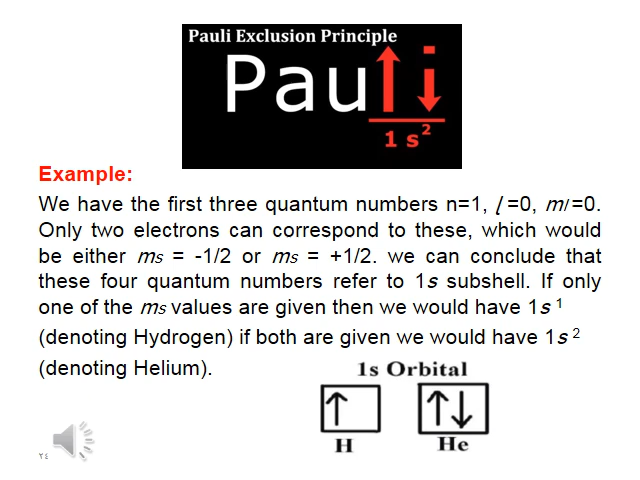 Pauli Exclusion Principle
Pauli
1 s²
Example:
We have the first three quantum numbers n=1, l =0, ml =0.
Only two electrons can correspond to these, which would
be either ms = -1/2 or ms = +1/2. we can conclude that
these four quantum numbers refer to 1s subshell. If only
one of the ms values are given then we would have 1s ¹
(denoting Hydrogen) if both are given we would have 1s ²
(denoting Helium).
1s Orbital
H He
٢٤